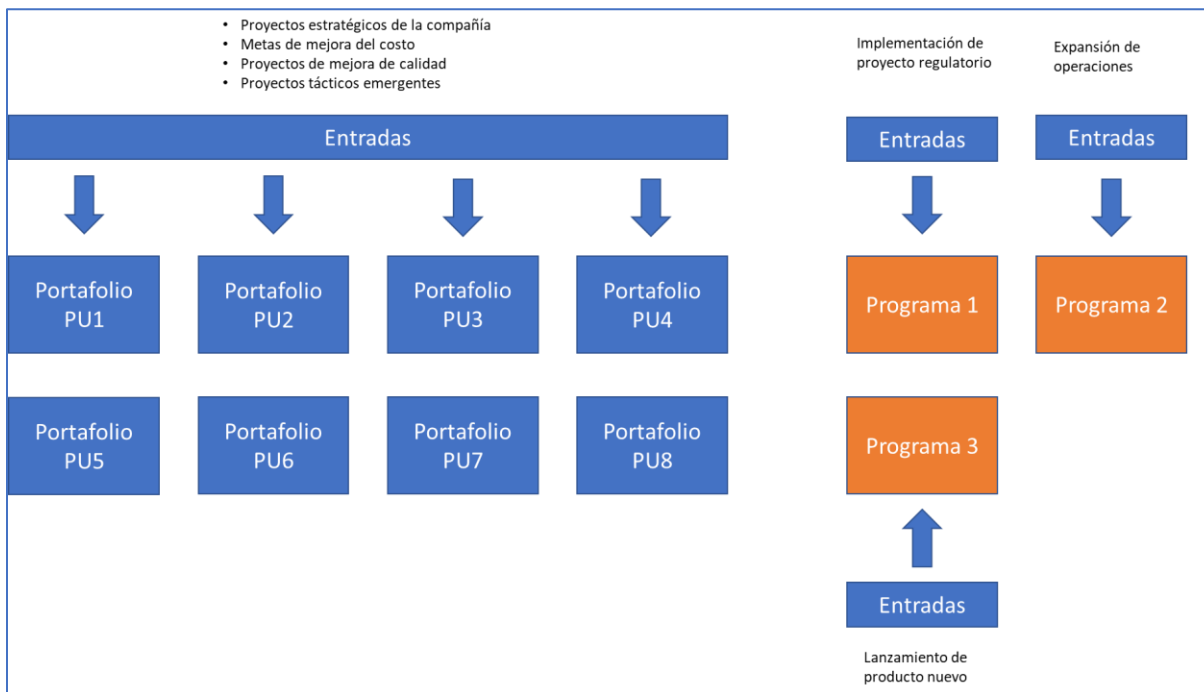 • Proyectos estratégicos de la compañía
• Metas de mejora del costo
• Proyectos de mejora de calidad
• Proyectos tácticos emergentes
Implementación de
proyecto regulatorio
Expansión de
operaciones
Entradas
Entradas
Entradas
Portafolio
PU1
Portafolio
PU2
Portafolio
PU3
Portafolio
PU4
Programa 1
Programa 2
Portafolio
PU5
Portafolio
PU6
Portafolio
PU7
Portafolio
PU8
Programa 3
Entradas
Lanzamiento de
producto nuevo